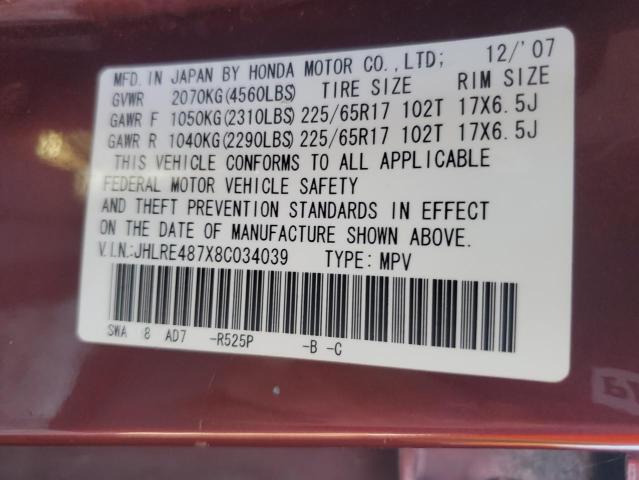 MFD. IN JAPAN BY HONDA MOTOR CO., LTD; 12/'07
GVWR 2070KG(4560LBS) TIRE SIZE RIM SIZE
GAWR F 1050KG(2310LBS) 225/65R17 102T 17X6.5J
GAWR R 1040KG(2290LBS) 225/65R17 102T 17X6.5J
THIS VEHICLE CONFORMS TO ALL APPLICABLE
FEDERAL MOTOR VEHICLE SAFETY
AND THEFT PREVENTION STANDARDS IN EFFECT
ON THE DATE OF MANUFACTURE SHOWN ABOVE.
V.I.N.:JHLRE487X8C034039 TYPE:MPV
SWA 8 AD7 -R525P -B -C